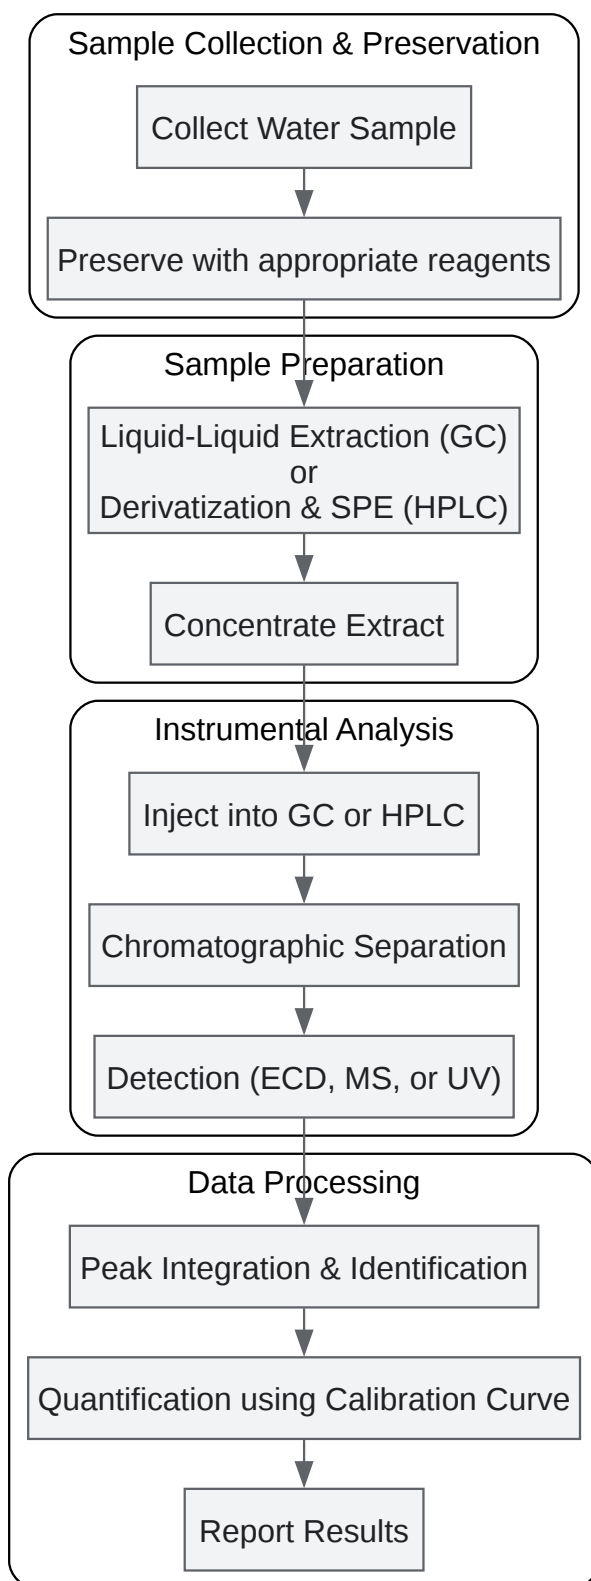 Sample Collection & Preservation
Collect Water Sample
Preserve with appropriate reagents
Sample Preparation
Liquid-Liquid Extraction (GC)
or
Derivatization & SPE (HPLC)
Concentrate Extract
Instrumental Analysis
Inject into GC or HPLC
Chromatographic Separation
Detection (ECD, MS, or UV)
Data Processing
Peak Integration & Identification
Quantification using Calibration Curve
Report Results